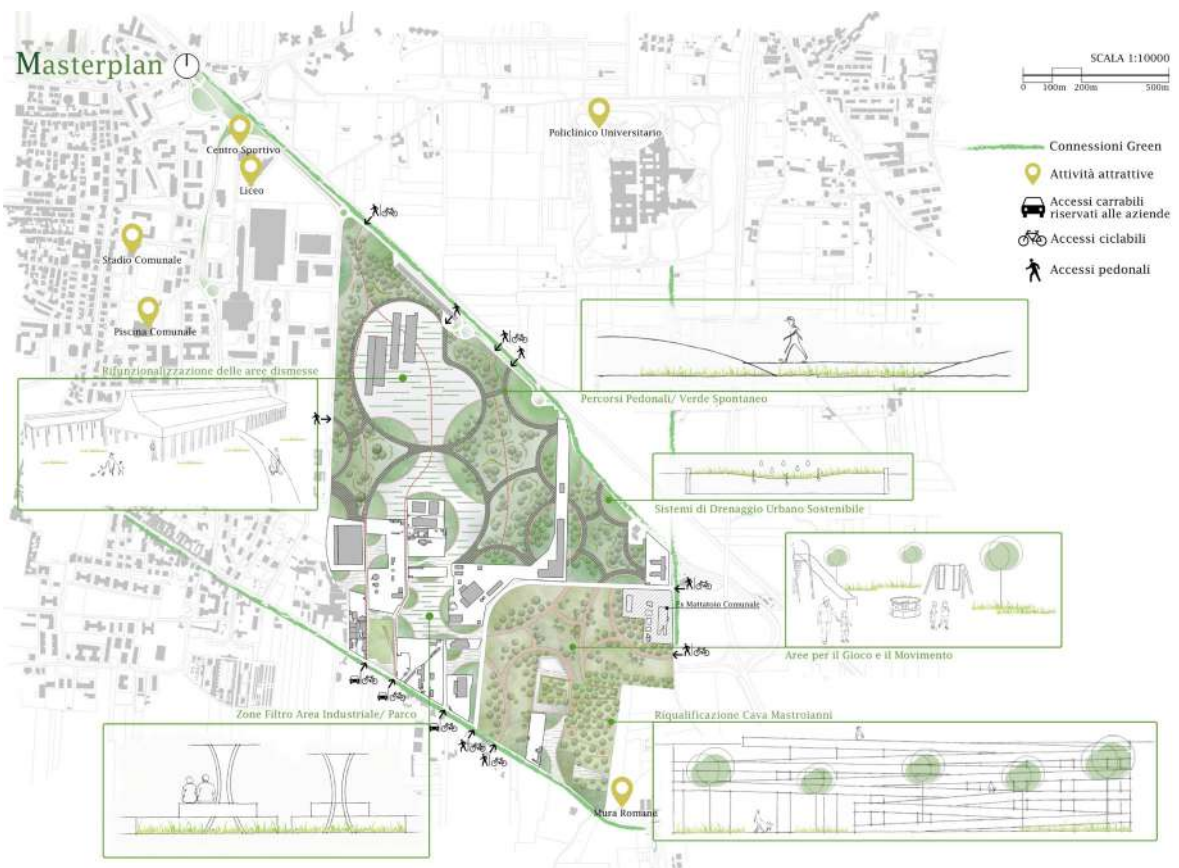 Masterplan
SCALA 1:10000
0 100m 200m 500m
Connessioni Green
Attività attrattive
Accessi carrabili
riservati alle aziende
Accessi ciclabili
Accessi pedonali
Centro Sportivo
Liceo
Policlinico Universitario
Stadio Comunale
Piscina Comunale
Rifunzionalizzazione delle aree dismesse
Percorsi Pedonali/ Verde Spontaneo
Sistemi di Drenaggio Urbano Sostenibile
Ex Mattatoio Comunale
Aree per il Gioco e il Movimento
Zone Filtro Area Industriale/ Parco
Riqualificazione Cava Mastroianni
Mura Romane